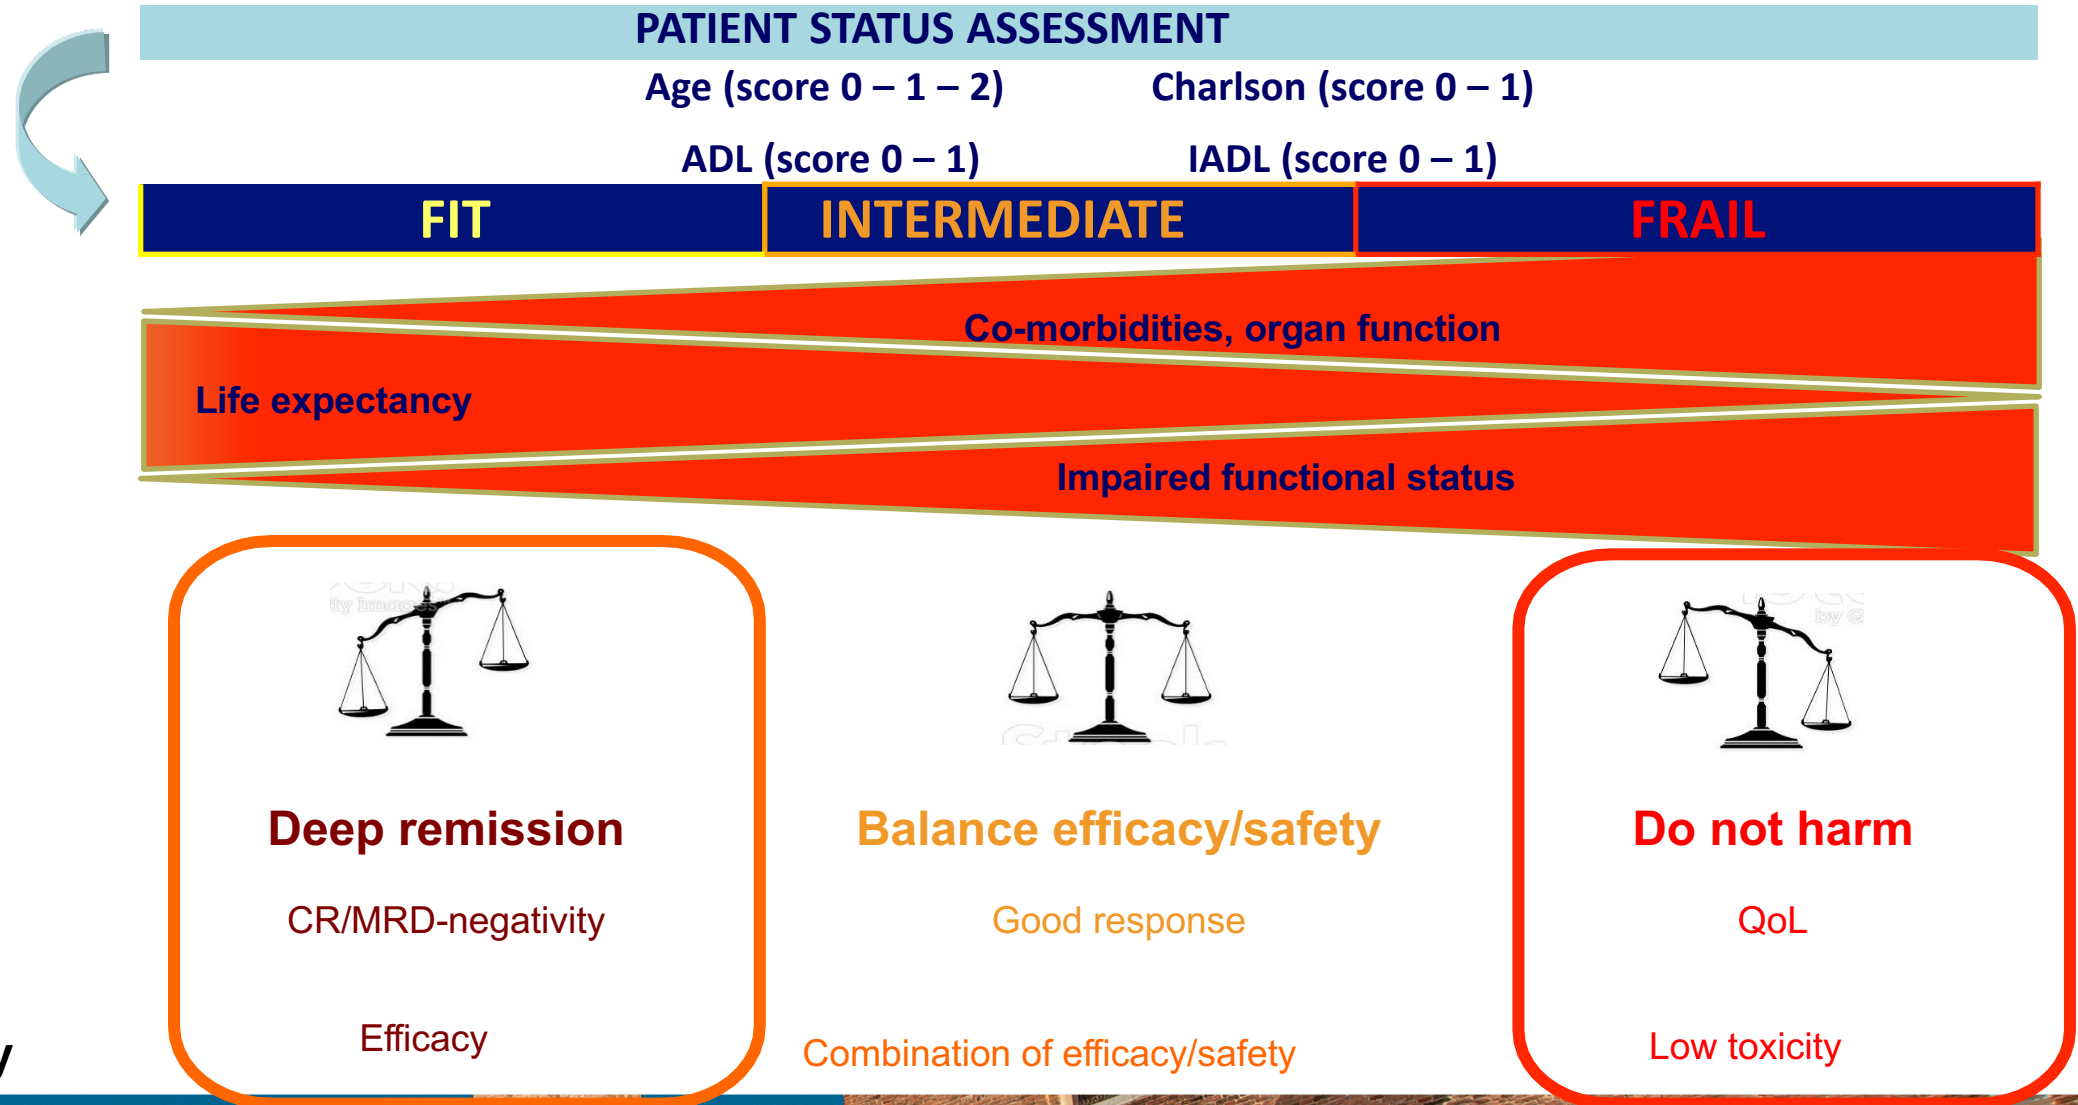 PATIENT STATUS ASSESSMENT
Age (score 0 – 1 – 2) Charlson (score 0 – 1)
ADL (score 0 – 1) IADL (score 0 – 1)
FIT INTERMEDIATE FRAIL
Co-morbidities, organ function
Life expectancy
Impaired functional status
Deep remission Balance efficacy/safety Do not harm
CR/MRD-negativity Good response QoL
Efficacy Combination of efficacy/safety Low toxicity
y